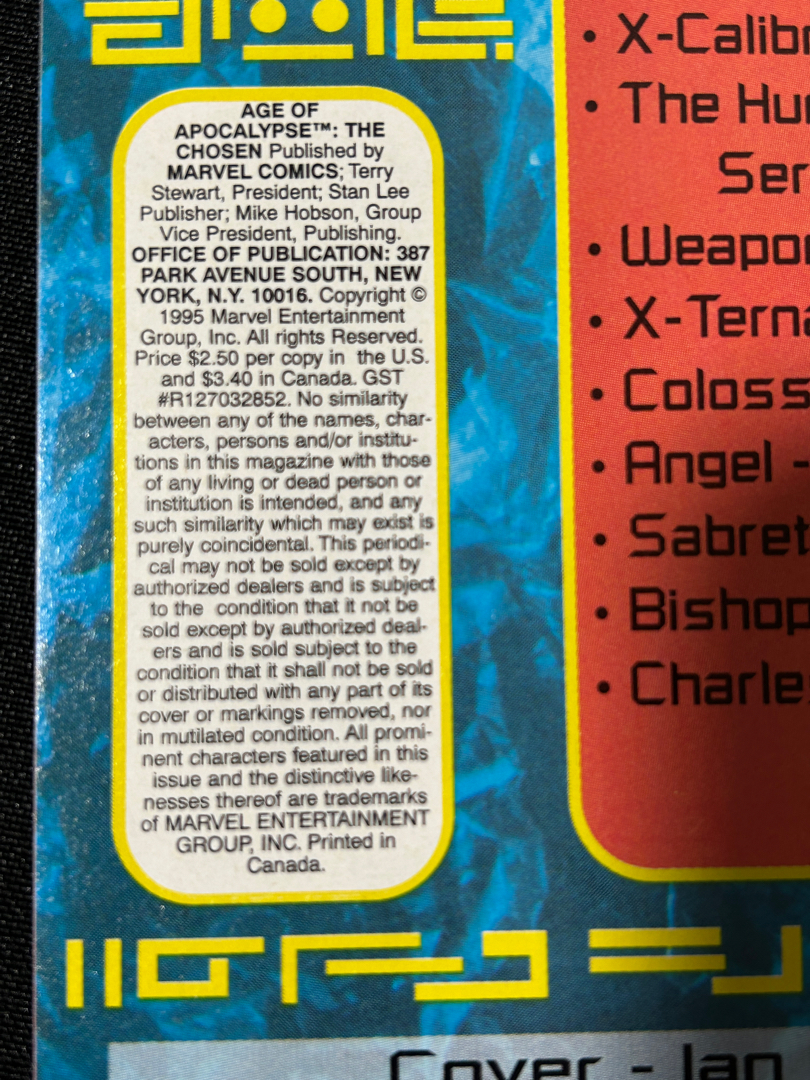 AGE OF
APOCALYPSE™: THE
CHOSEN Published by
MARVEL COMICS; Terry
Stewart, President; Stan Lee
Publisher; Mike Hobson, Group
Vice President, Publishing.
OFFICE OF PUBLICATION: 387
PARK AVENUE SOUTH, NEW
YORK, N.Y. 10016. Copyright ©
1995 Marvel Entertainment
Group, Inc. All rights Reserved.
Price $2.50 per copy in the U.S.
and $3.40 in Canada. GST
#R127032852. No similarity
between any of the names, char-
acters, persons and/or institu-
tions in this magazine with those
of any living or dead person or
institution is intended, and any
such similarity which may exist is
purely coincidental. This periodi-
cal may not be sold except by
authorized dealers and is subject
to the condition that it not be
sold except by authorized deal-
ers and is sold subject to the
condition that it shall not be sold
or distributed with any part of its
cover or markings removed, nor
in mutilated condition. All promi-
nent characters featured in this
issue and the distinctive like-
nesses thereof are trademarks
of MARVEL ENTERTAINMENT
GROUP, INC. Printed in
Canada.
• X-Calib
• The Hu
Ser
• Weapo
• X-Tern
• Coloss
• Angel -
• Sabret
• Bishop
• Charle
Cover - Ian